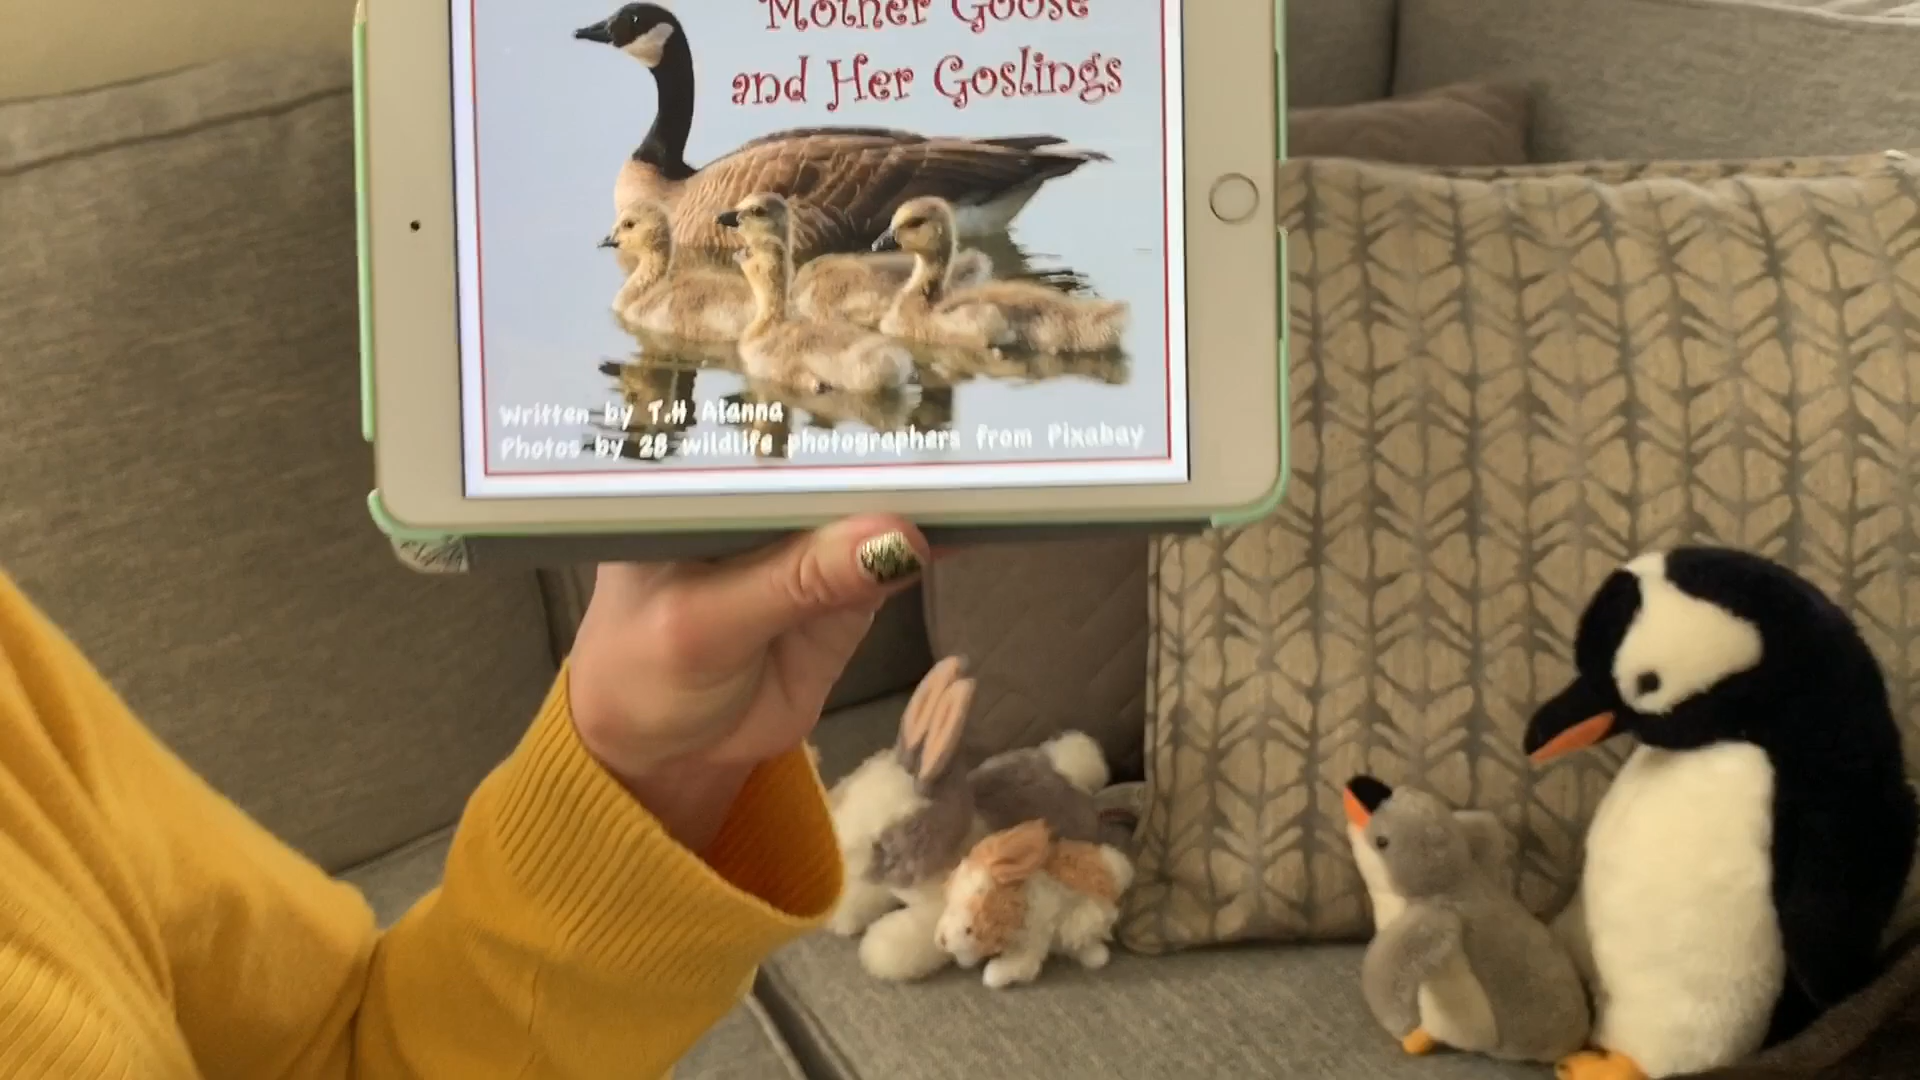 Mother Goose
and Her Goslings
Written by T.H Alanna
Photos by 28 wildlife photographers from Pixabay